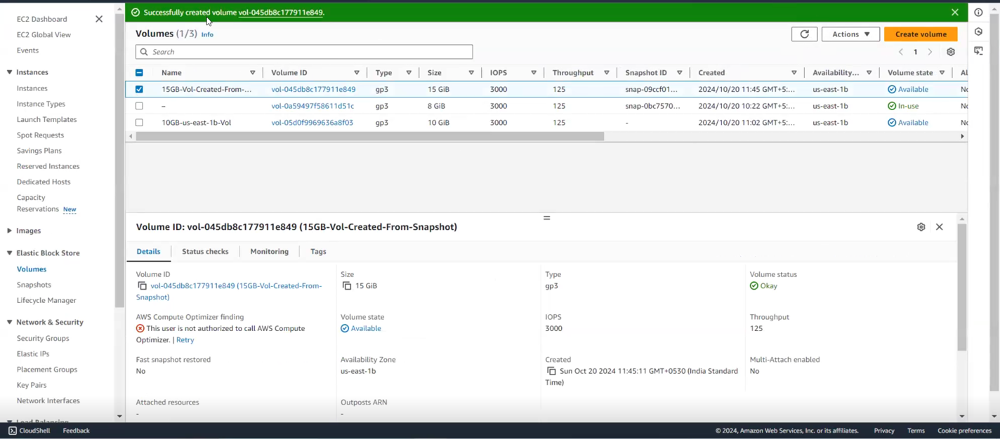 Successfully created volume vol-045db8c177911e849.
EC2 Dashboard
EC2 Global View
Events
Instances
Instances
Instance Types
Launch Templates
Spot Requests
Savings Plans
Reserved Instances
Dedicated Hosts
Capacity
Reservations New
Images
Elastic Block Store
Volumes
Snapshots
Lifecycle Manager
Network & Security
Security Groups
Elastic IPs
Placement Groups
Key Pairs
Network Interfaces
Load Balancing
Volumes (1/3) Info
Actions
Create volume
Search
1
Name Volume ID Type Size IOPS Throughput Snapshot ID Created Availability... Volume state
15GB-Vol-Created-From-... vol-045db8c177911e849 gp3 15 GiB 3000 125 snap-09ccf01... 2024/10/20 11:45 GMT+5:... us-east-1b Available
– vol-0a59497f58611d51c gp3 8 GiB 3000 125 snap-0bc7570... 2024/10/20 10:22 GMT+5:... us-east-1b In-use
10GB-us-east-1b-Vol vol-05d0f9969636a8f03 gp3 10 GiB 3000 125 - 2024/10/20 11:02 GMT+5:... us-east-1b Available
Volume ID: vol-045db8c177911e849 (15GB-Vol-Created-From-Snapshot)
Details Status checks Monitoring Tags
Volume ID
vol-045db8c177911e849 (15GB-Vol-Created-From-
Snapshot)
Size
15 GiB
Type
gp3
Volume status
Okay
AWS Compute Optimizer finding
This user is not authorized to call AWS Compute
Optimizer. | Retry
Volume state
Available
IOPS
3000
Throughput
125
Fast snapshot restored
No
Availability Zone
us-east-1b
Created
Sun Oct 20 2024 11:45:11 GMT+0530 (India Standard
Time)
Multi-Attach enabled
No
Attached resources
-
Outposts ARN
-
CloudShell Feedback © 2024, Amazon Web Services, Inc. or its affiliates. Privacy Terms Cookie preferences